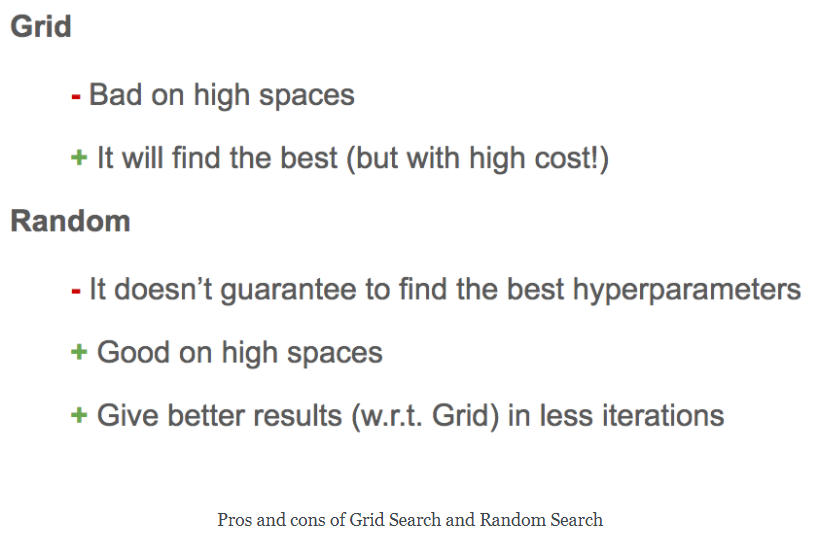 Grid
- Bad on high spaces
+ It will find the best (but with high cost!)
Random
- It doesn’t guarantee to find the best hyperparameters
+ Good on high spaces
+ Give better results (w.r.t. Grid) in less iterations
Pros and cons of Grid Search and Random Search